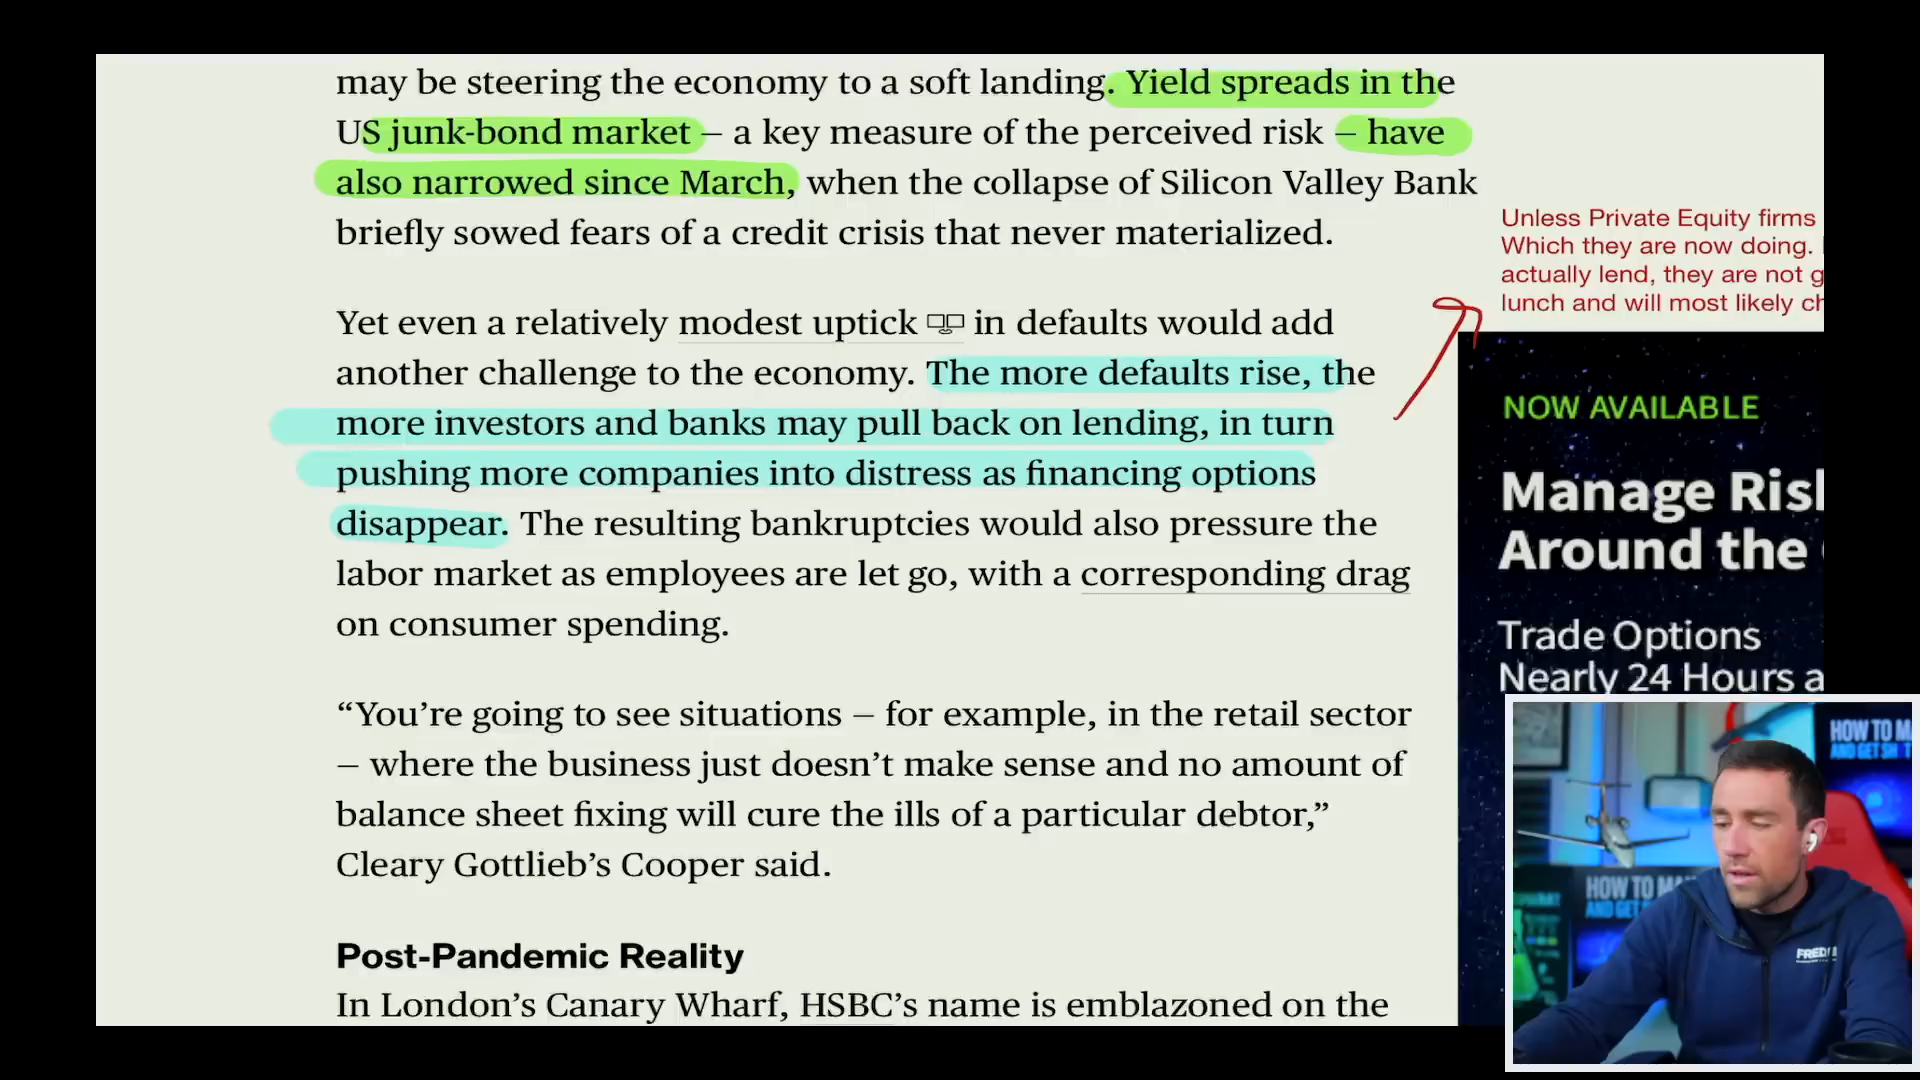 may be steering the economy to a soft landing. Yield spreads in the
US junk-bond market – a key measure of the perceived risk – have
also narrowed since March, when the collapse of Silicon Valley Bank
briefly sowed fears of a credit crisis that never materialized.
Yet even a relatively modest uptick in defaults would add
another challenge to the economy. The more defaults rise, the
more investors and banks may pull back on lending, in turn
pushing more companies into distress as financing options
disappear. The resulting bankruptcies would also pressure the
labor market as employees are let go, with a corresponding drag
on consumer spending.
“You’re going to see situations – for example, in the retail sector
– where the business just doesn’t make sense and no amount of
balance sheet fixing will cure the ills of a particular debtor,”
Cleary Gottlieb’s Cooper said.
Post-Pandemic Reality
In London’s Canary Wharf, HSBC’s name is emblazoned on the
Unless Private Equity firms
Which they are now doing.
actually lend, they are not
lunch and will most likely
NOW AVAILABLE
Manage
Around the
Trade Options
Nearly 24 Hours
HOW TO
AND GET
HOW TO
AND GET